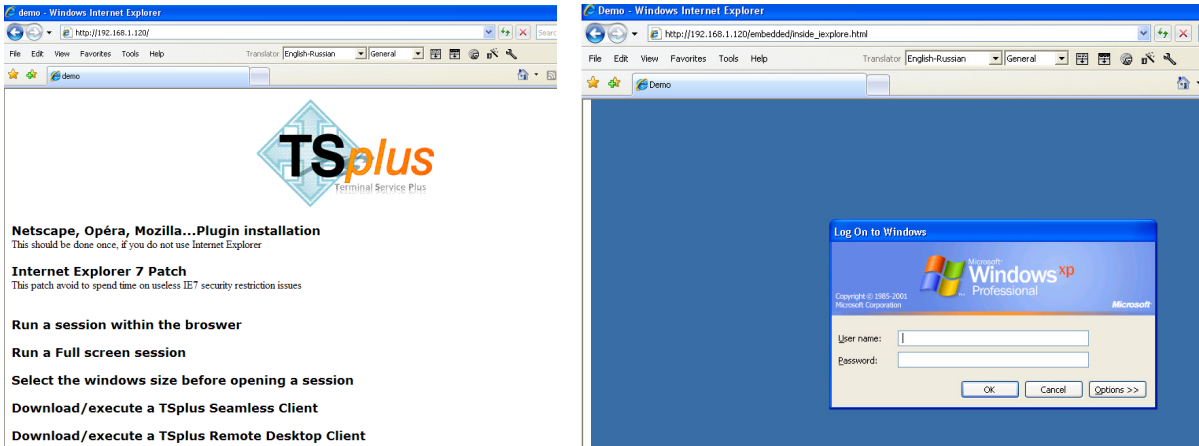 demo - Windows Internet Explorer
http://192.168.1.120/
File Edit View Favorites Tools Help Translator English-Russian General
demo
TSplus
Terminal Service Plus
Netscape, Opéra, Mozilla...Plugin installation
This should be done once, if you do not use Internet Explorer
Internet Explorer 7 Patch
This patch avoid to spend time on useless IE7 security restriction issues
Run a session within the broswer
Run a Full screen session
Select the windows size before opening a session
Download/execute a TSplus Seamless Client
Download/execute a TSplus Remote Desktop Client
Demo - Windows Internet Explorer
http://192.168.1.120/embedded/inside_iexplore.html
File Edit View Favorites Tools Help Translator English-Russian General
Demo
Log On to Windows
Microsoft
Windows xp
Professional
Copyright © 1985-2001
Microsoft Corporation
Microsoft
User name:
Password:
OK Cancel Options >>